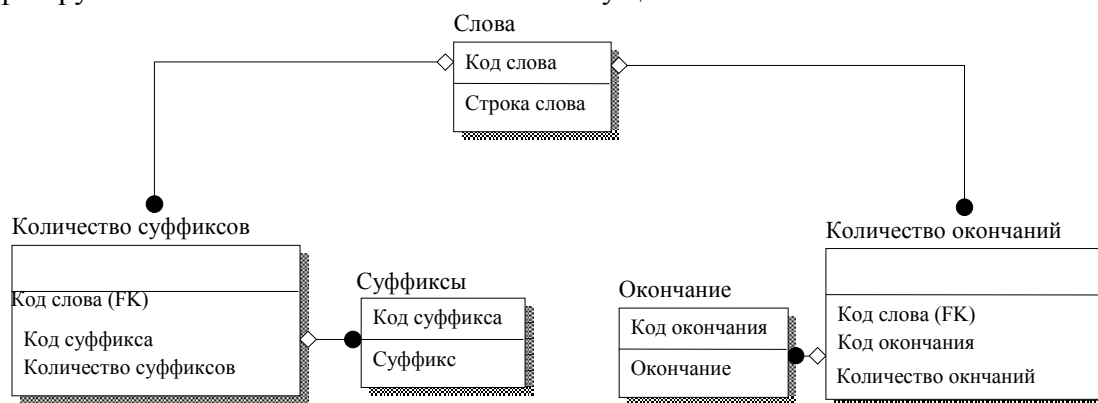 Слова
Код слова
Строка слова
Количество суффиксов
Код слова (FK)
Код суффикса
Количество суффиксов
Суффиксы
Код суффикса
Суффикс
Окончание
Код окончания
Окончание
Количество окончаний
Код слова (FK)
Код окончания
Количество окнчаний